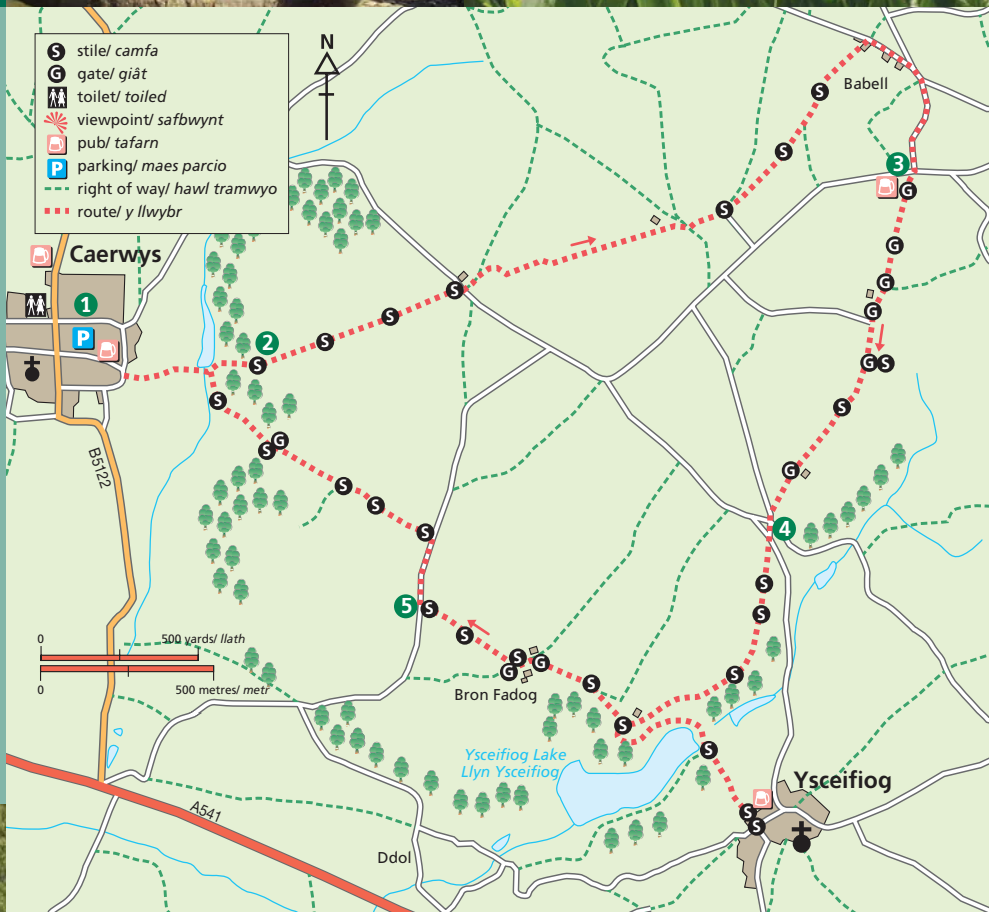 S stile/ camfa
G gate/ giât
toilet/ toiled
viewpoint/ safbwynt
pub/ tafarn
P parking/ maes parcio
right of way/ hawl tramwyo
route/ y llwybr
N
Babell
S
S
3
G
Caerwys
S
G
1
G
S
G
P
2
S
S
S
G S
S
S
G
S
G
S
B5122
S
S
4
S
S
5
S
S
0 500 yards/ llath
S
S
G
G
S
0 500 metres/ metr
Bron Fadog
S
S
Ysceifiog Lake
Llyn Ysceifiog
S
Ysceifiog
A541
S
S
Ddol